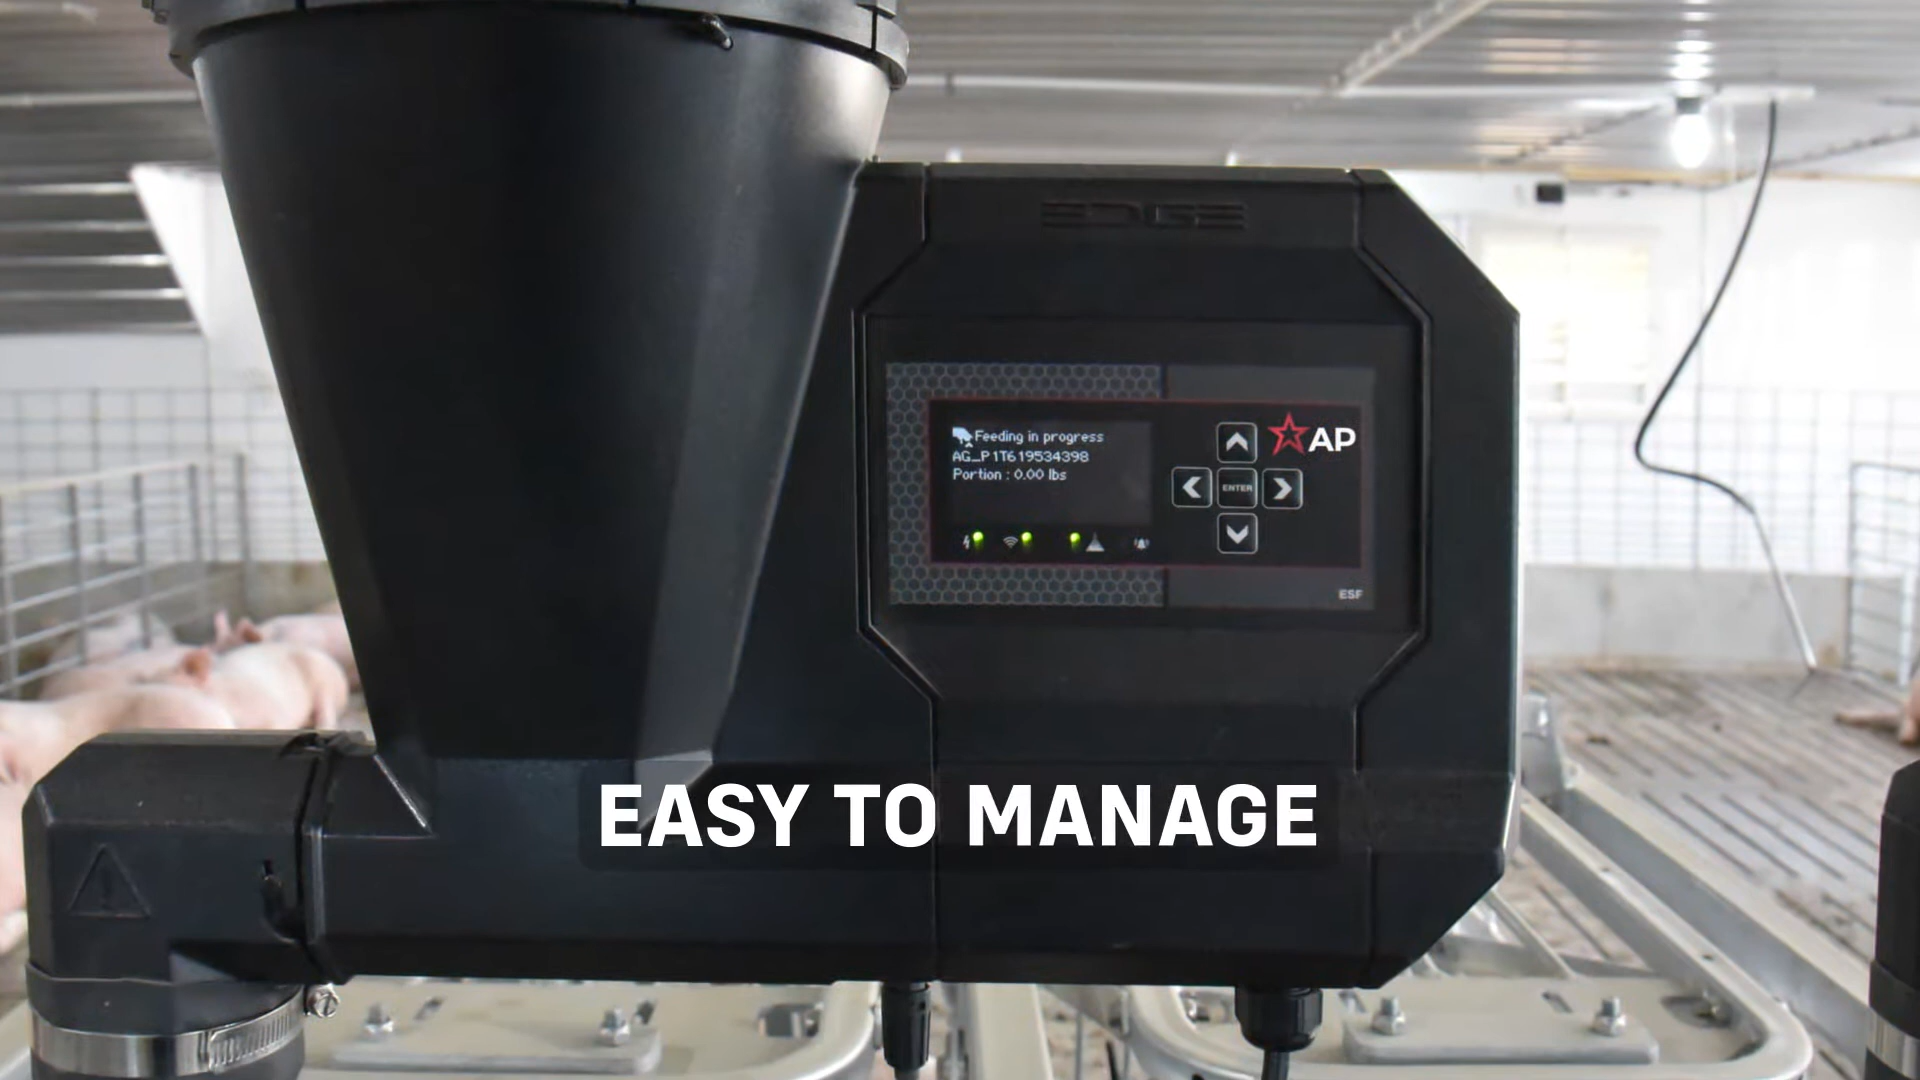 EDGE
Feeding in progress
AG_P1T619534398
Portion : 0.00 lbs
AP
ENTER
ESF
EASY TO MANAGE